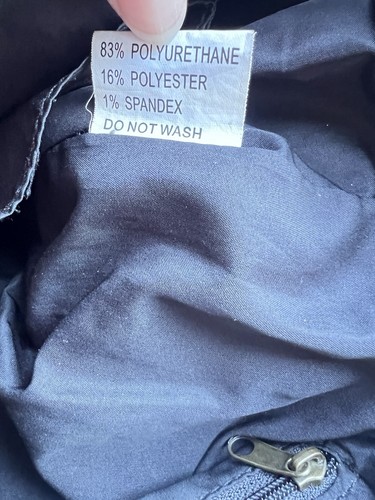 83% POLYURETHANE
16% POLYESTER
1% SPANDEX
DO NOT WASH